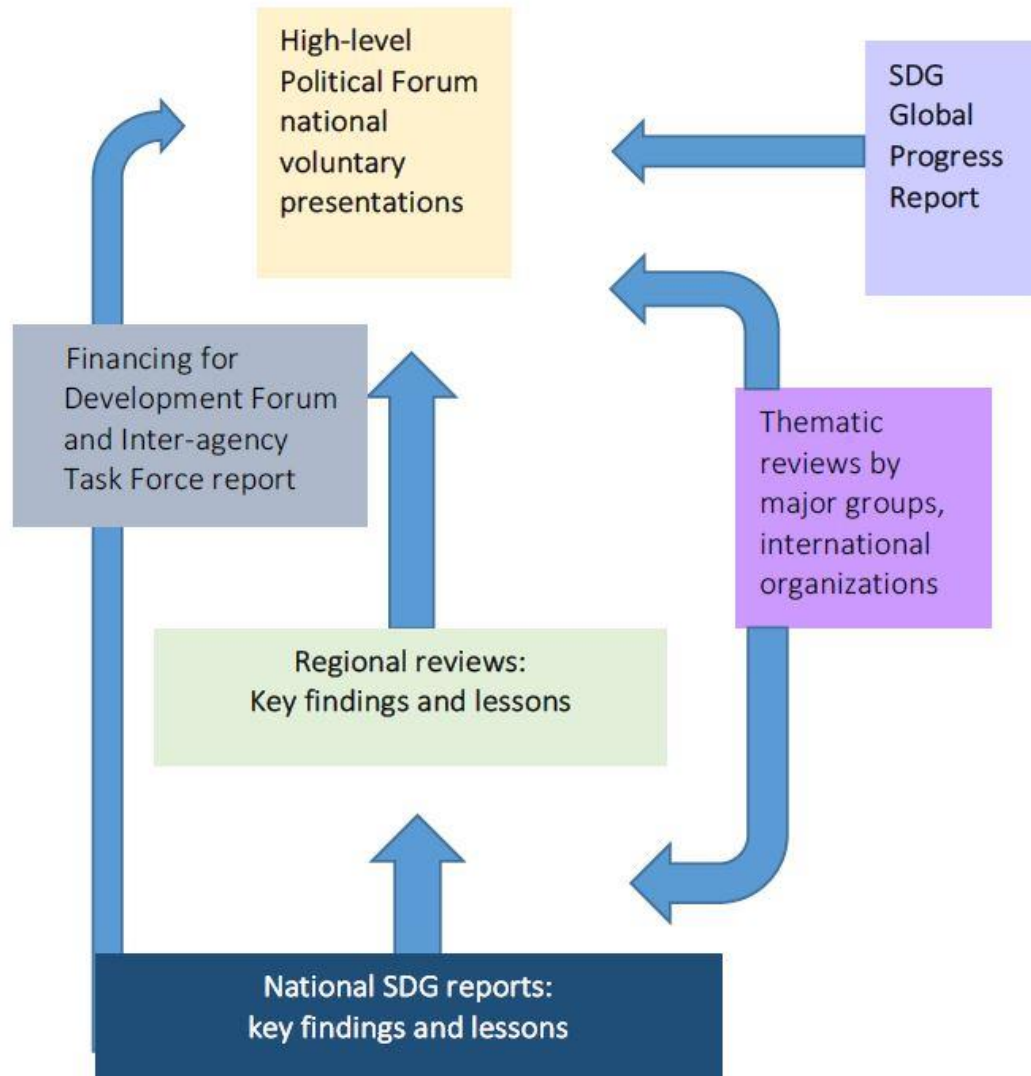 High-level
Political Forum
national
voluntary
presentations
SDG
Global
Progress
Report
Financing for
Development Forum
and Inter-agency
Task Force report
Thematic
reviews by
major groups,
international
organizations
Regional reviews:
Key findings and lessons
National SDG reports:
key findings and lessons